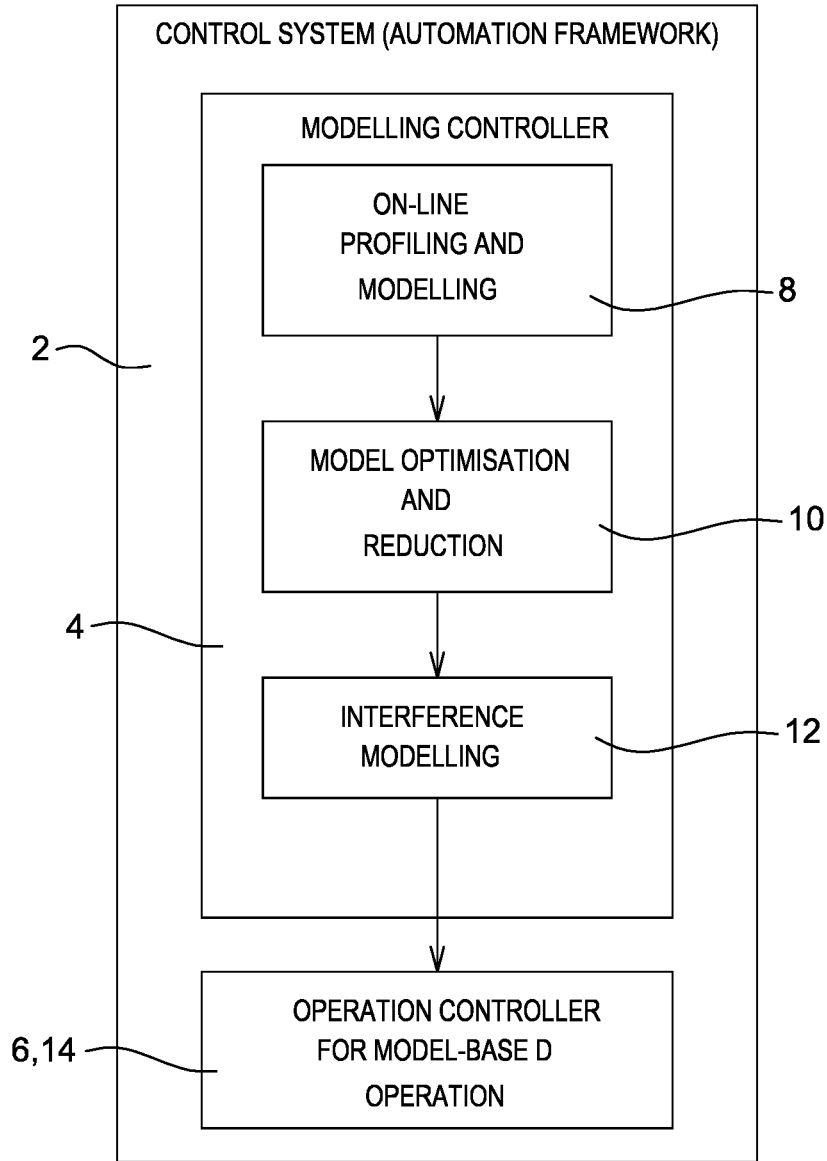 CONTROL SYSTEM (AUTOMATION FRAMEWORK)
MODELLING CONTROLLER
ON-LINE
PROFILING AND
MODELLING
8
2
MODEL OPTIMISATION
AND
REDUCTION
10
4
INTERFERENCE
MODELLING
12
OPERATION CONTROLLER
FOR MODEL-BASE D
OPERATION
6,14